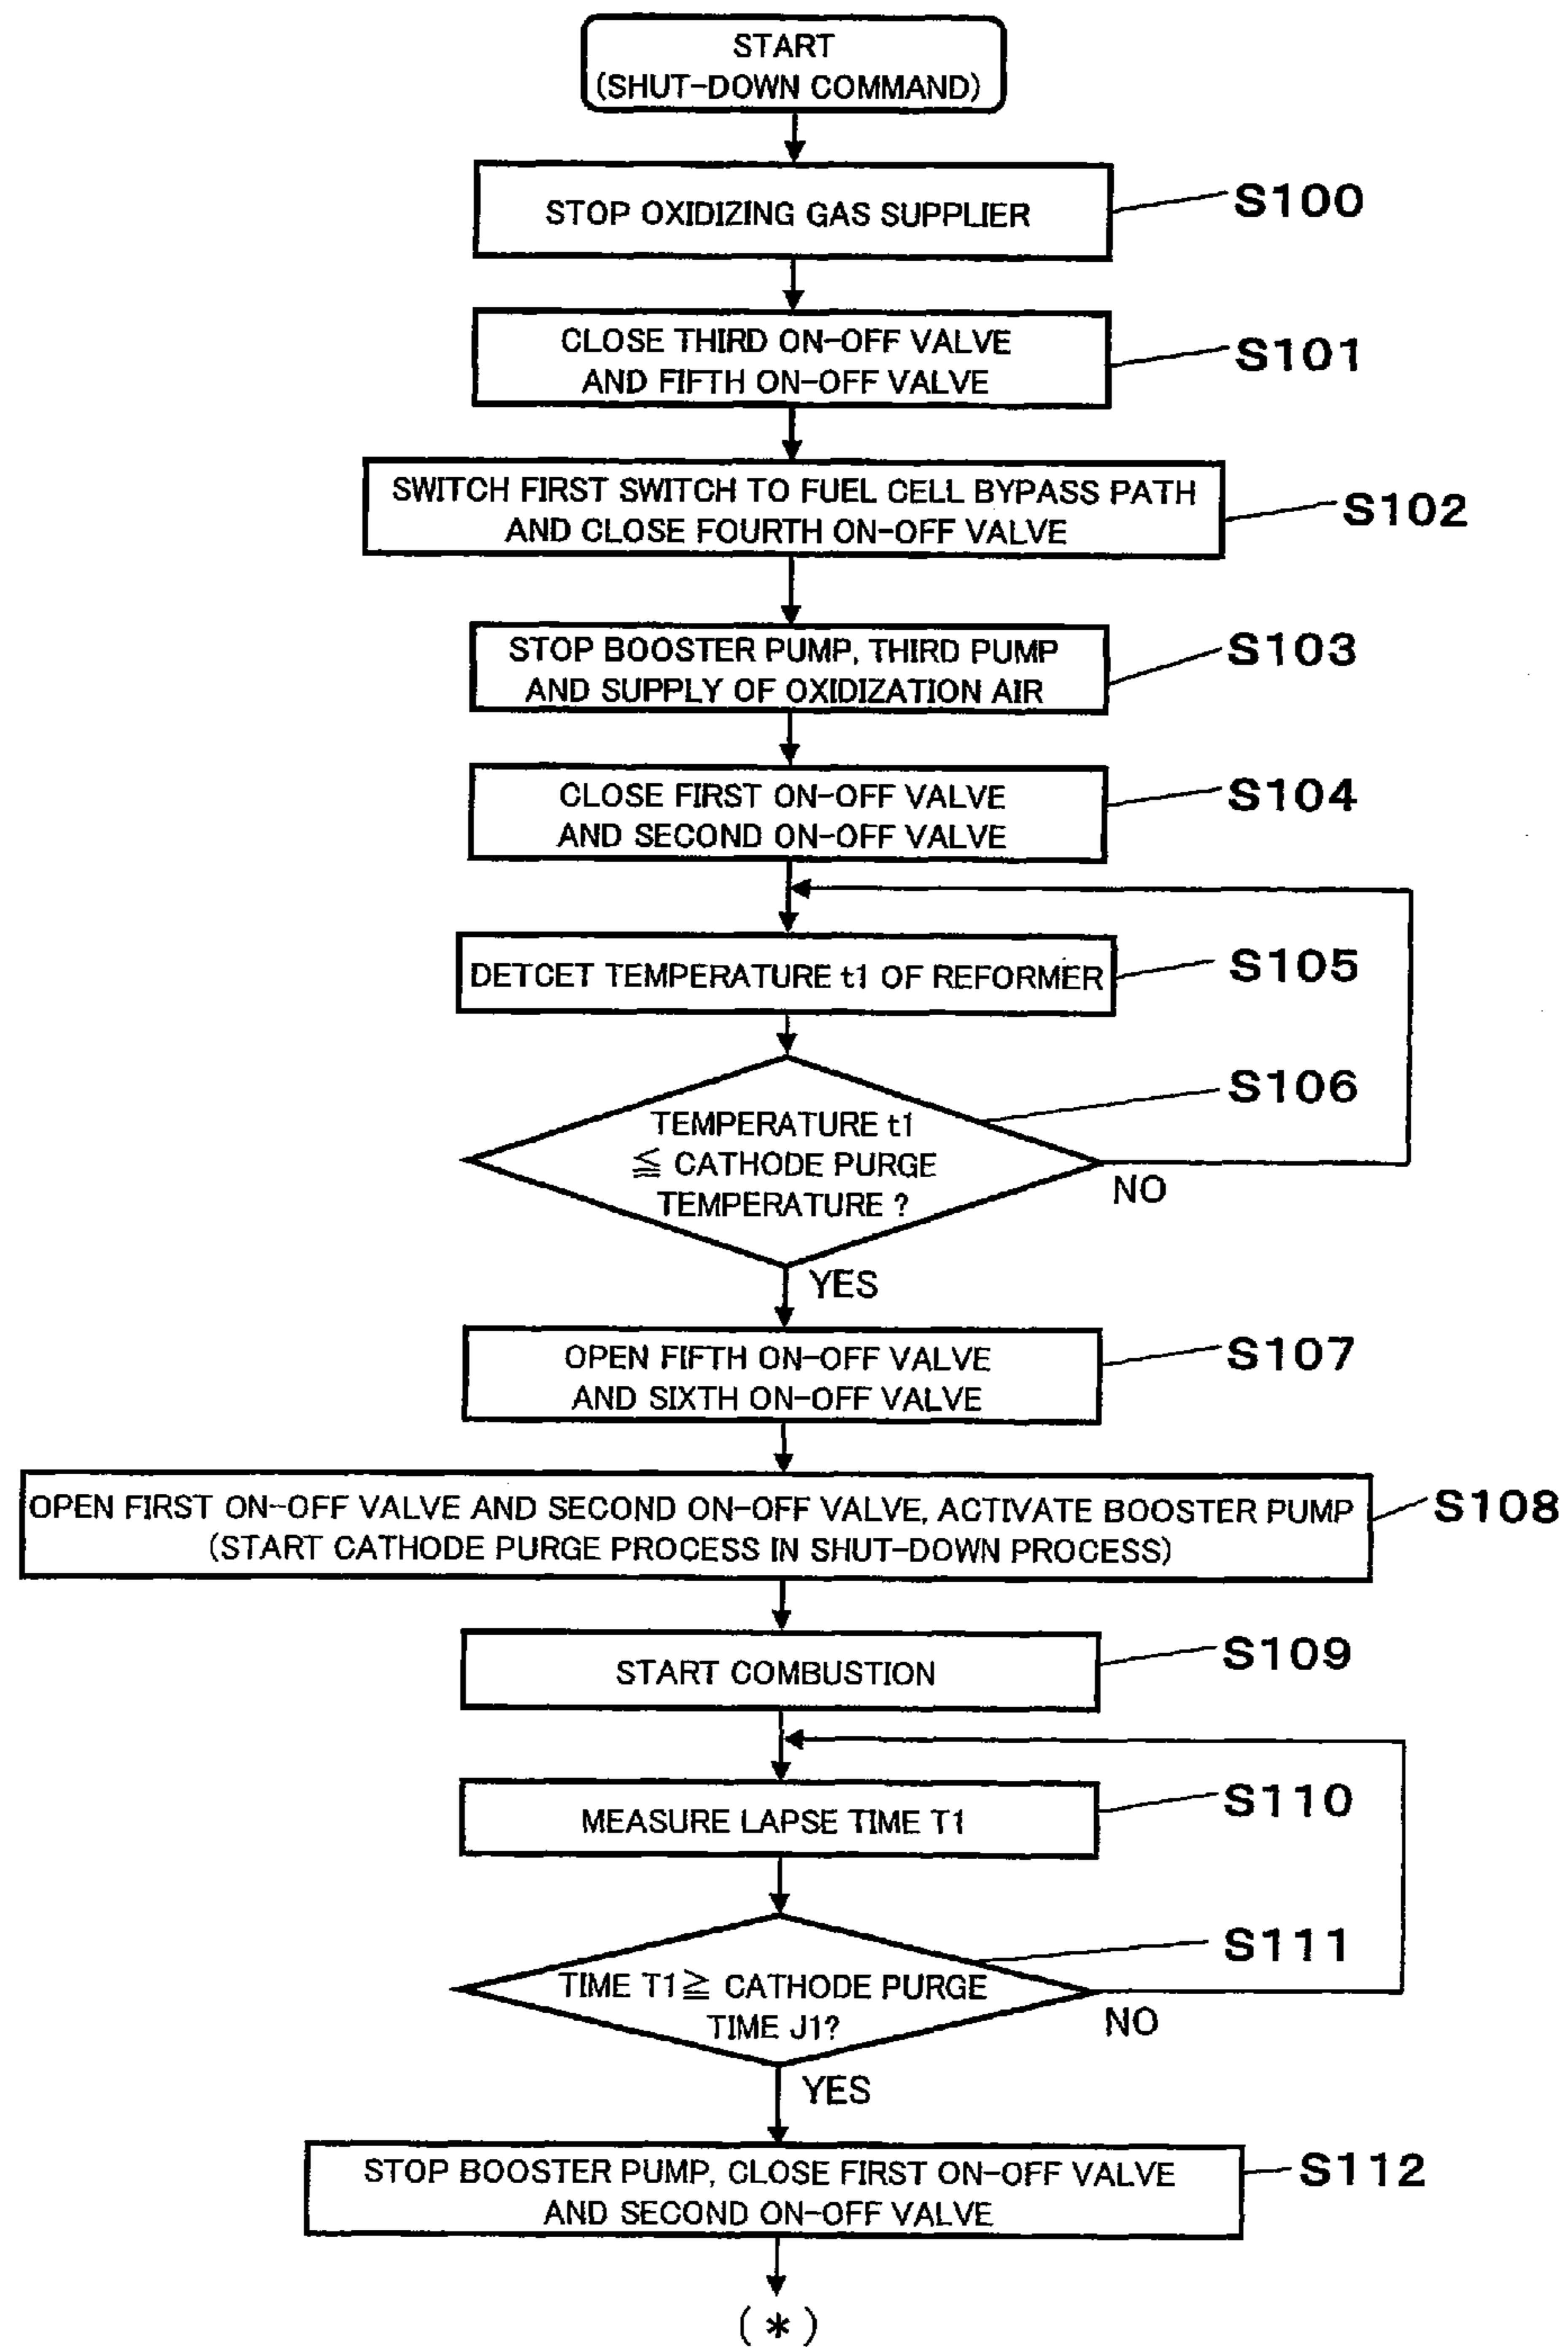 START
(SHUT-DOWN COMMAND)
STOP OXIDIZING GAS SUPPLIER
S100
CLOSE THIRD ON-OFF VALVE
AND FIFTH ON-OFF VALVE
S101
SWITCH FIRST SWITCH TO FUEL CELL BYPASS PATH
AND CLOSE FOURTH ON-OFF VALVE
S102
STOP BOOSTER PUMP, THIRD PUMP
AND SUPPLY OF OXIDIZATION AIR
S103
CLOSE FIRST ON-OFF VALVE
AND SECOND ON-OFF VALVE
S104
DETCET TEMPERATURE t1 OF REFORMER
S105
TEMPERATURE t1
≦ CATHODE PURGE
TEMPERATURE ?
S106
NO
YES
OPEN FIFTH ON-OFF VALVE
AND SIXTH ON-OFF VALVE
S107
OPEN FIRST ON-OFF VALVE AND SECOND ON-OFF VALVE, ACTIVATE BOOSTER PUMP
(START CATHODE PURGE PROCESS IN SHUT-DOWN PROCESS)
S108
START COMBUSTION
S109
MEASURE LAPSE TIME T1
S110
TIME T1≧ CATHODE PURGE
TIME J1?
S111
NO
YES
STOP BOOSTER PUMP, CLOSE FIRST ON-OFF VALVE
AND SECOND ON-OFF VALVE
S112
(*)